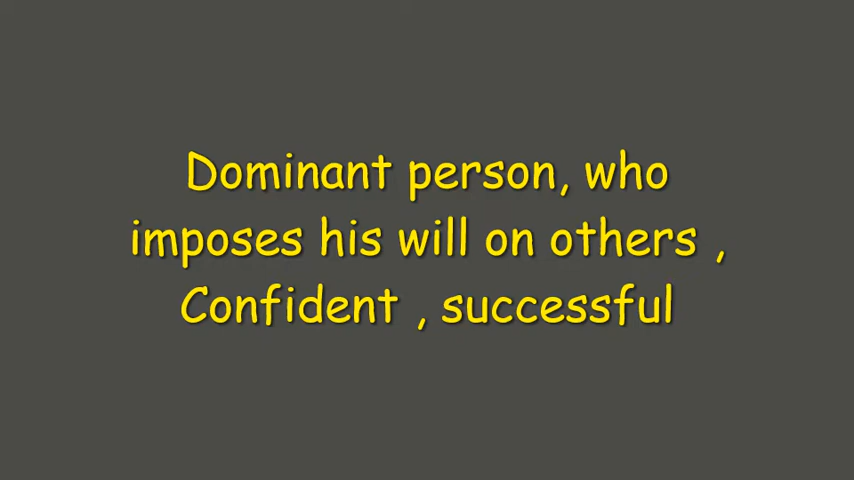 Dominant person, who
imposes his will on others ,
Confident , successful